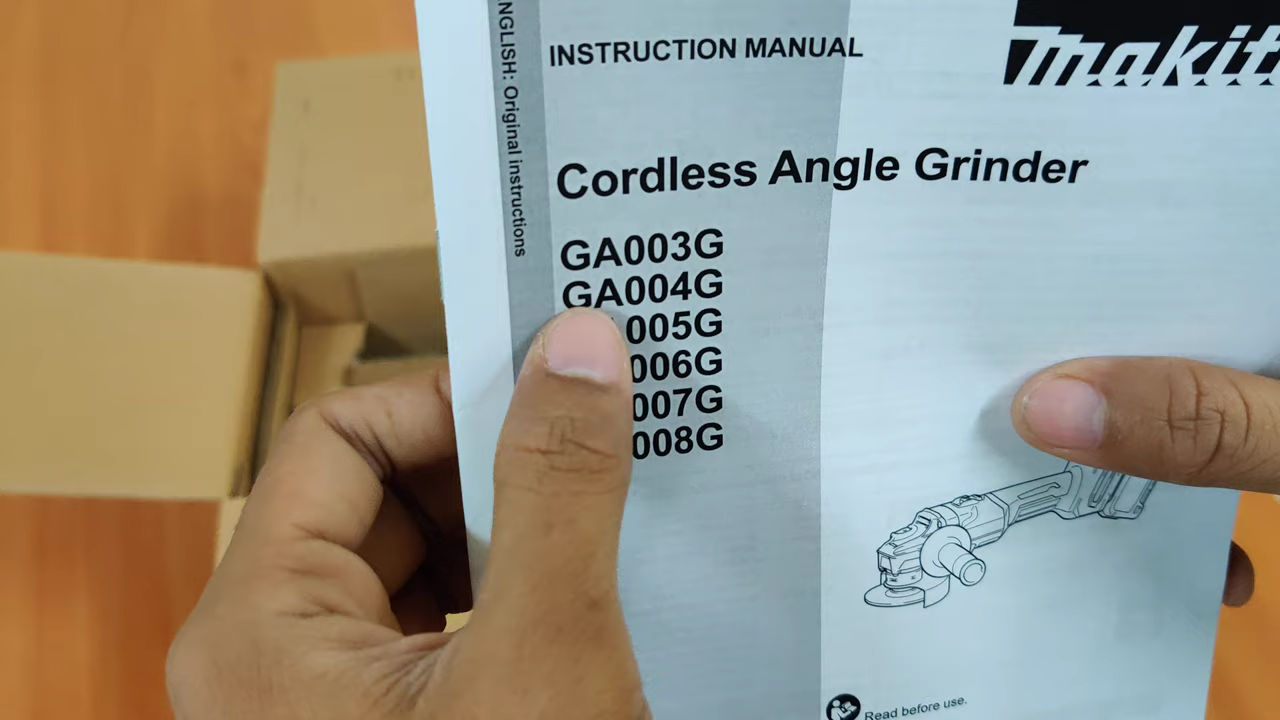 ENGLISH: Original instructions
INSTRUCTION MANUAL
makit
Cordless Angle Grinder
GA003G
GA004G
005G
006G
007G
008G
Read before use.